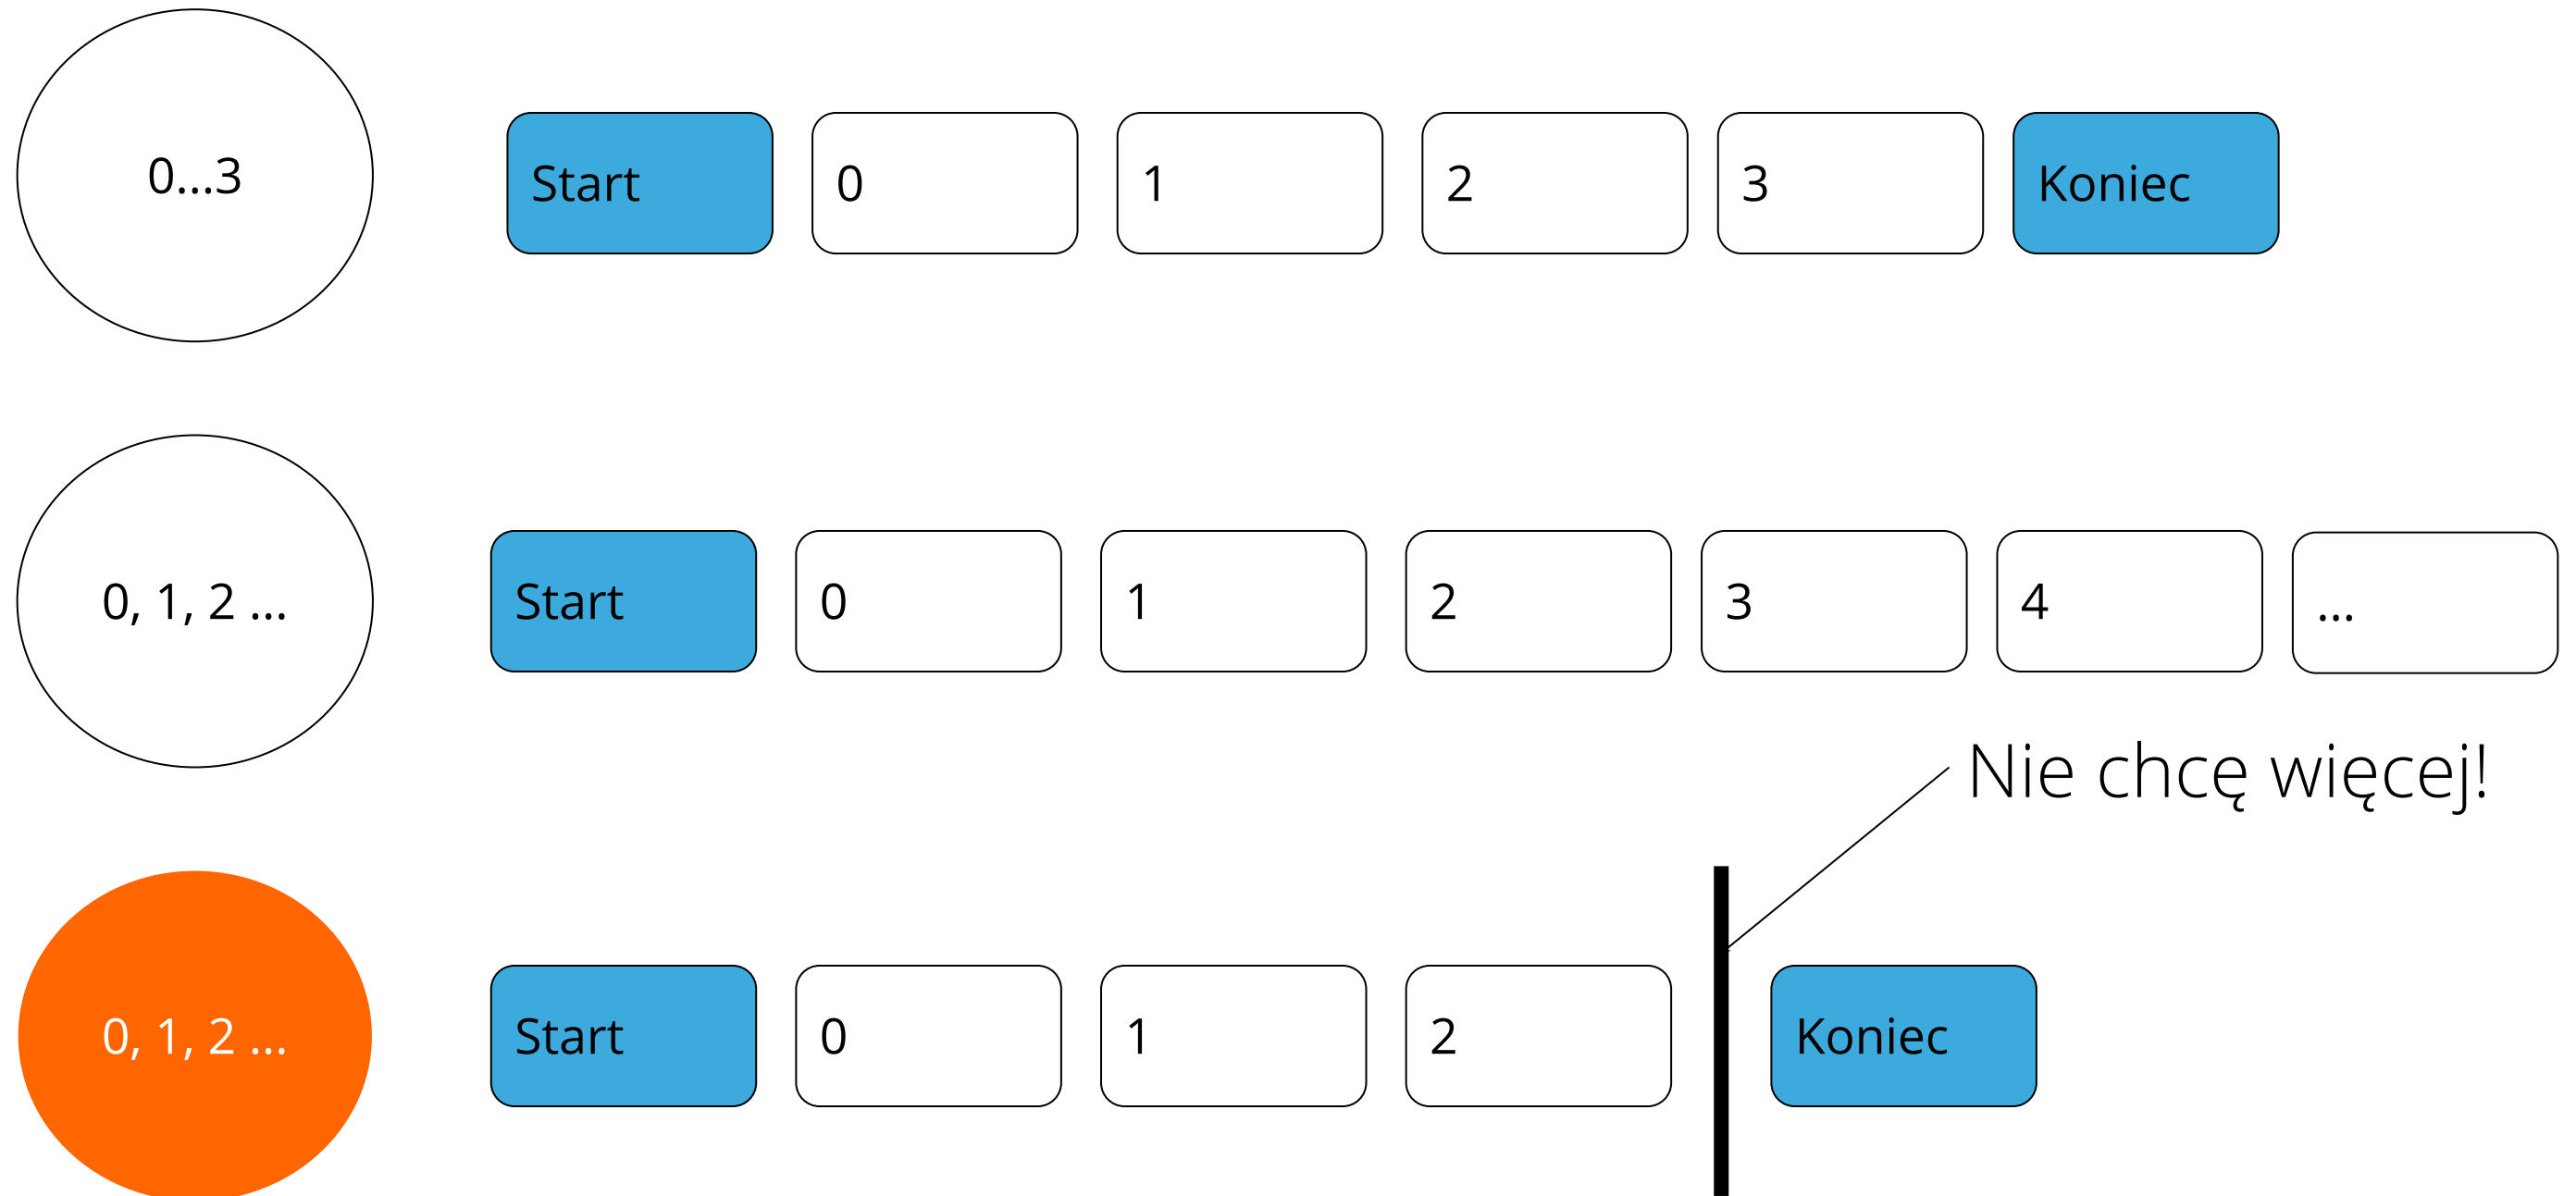 0...3
Start 0 1 2 3 Koniec
0, 1, 2 ...
Start 0 1 2 3 4 ...
Nie chcę więcej!
0, 1, 2 ...
Start 0 1 2 Koniec